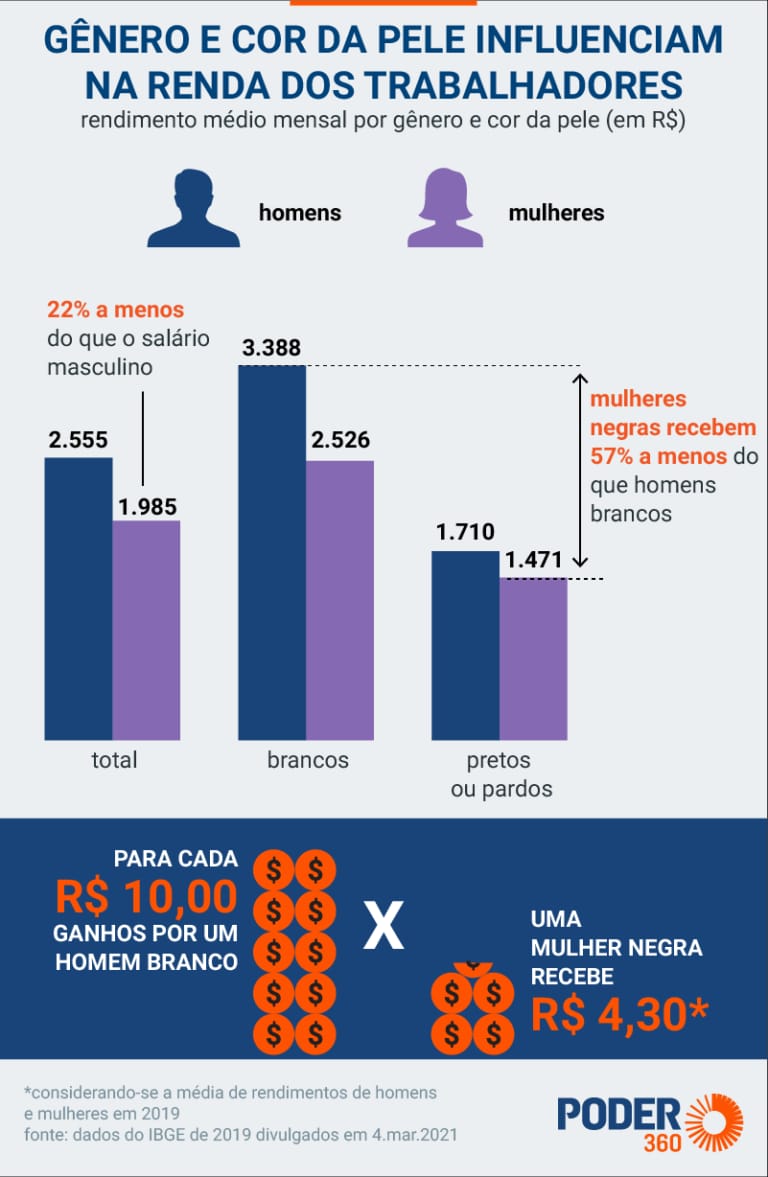 GÊNERO E COR DA PELE INFLUENCIAM
NA RENDA DOS TRABALHADORES
rendimento médio mensal por gênero e cor da pele (em R$)
homens
mulheres
22% a menos
do que o salário
masculino
2.555
1.985
3.388
2.526
1.710
1.471
mulheres
negras recebem
57% a menos do
que homens
brancos
total
brancos
pretos
ou pardos
PARA CADA
R$ 10,00
GANHOS POR UM
HOMEM BRANCO
$ $
$ $
$ $
$ $
$ $
X
$
$ $
$ $
UMA
MULHER NEGRA
RECEBE
R$ 4,30*
*considerando-se a média de rendimentos de homens
e mulheres em 2019
fonte: dados do IBGE de 2019 divulgados em 4.mar.2021
PODER
360